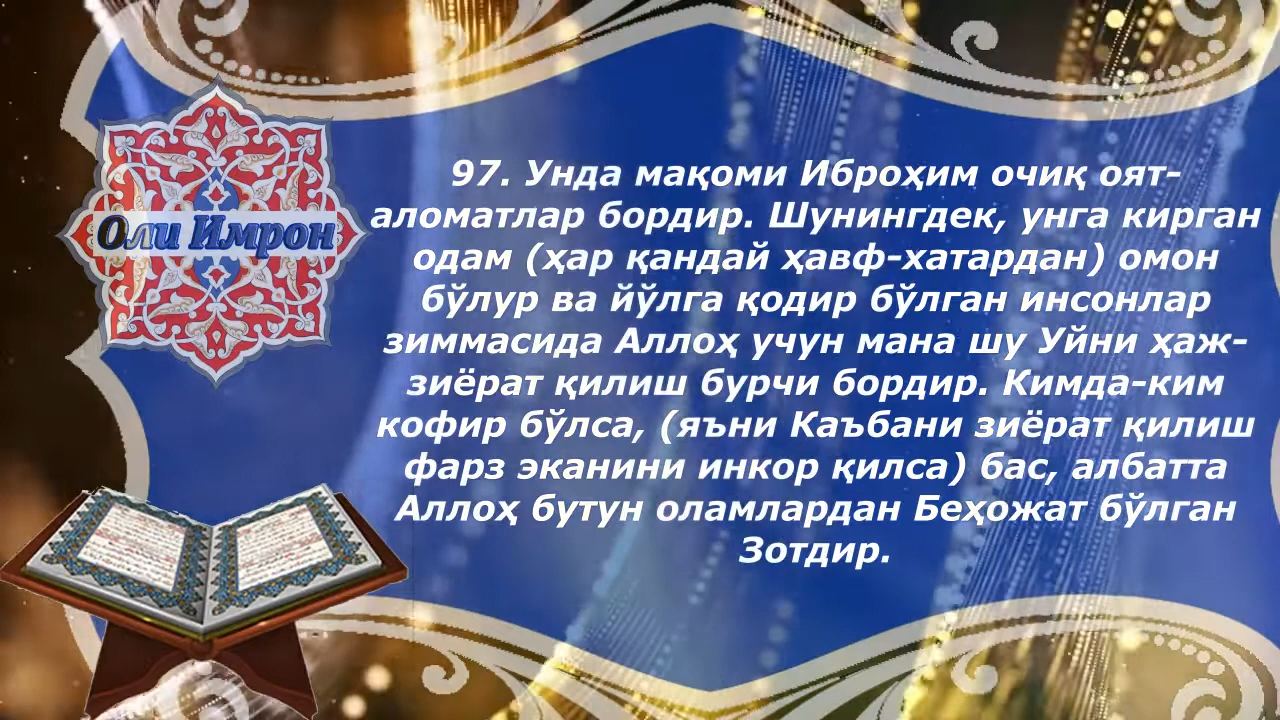 Оли Имрон
97. Унда мақоми Иброҳим очиқ оят-
аломатлар бордир. Шунингдек, унга кирган
одам (ҳар қандай ҳавф-хатардан) омон
бўлур ва йўлга қодир бўлган инсонлар
зиммасида Аллоҳ учун мана шу Уйни ҳаж-
зиёрат қилиш бурчи бордир. Кимда-ким
кофир бўлса, (яъни Каъбани зиёрат қилиш
фарз эканини инкор қилса) бас, албатта
Аллоҳ бутун оламлардан Беҳожат бўлган
Зотдир.